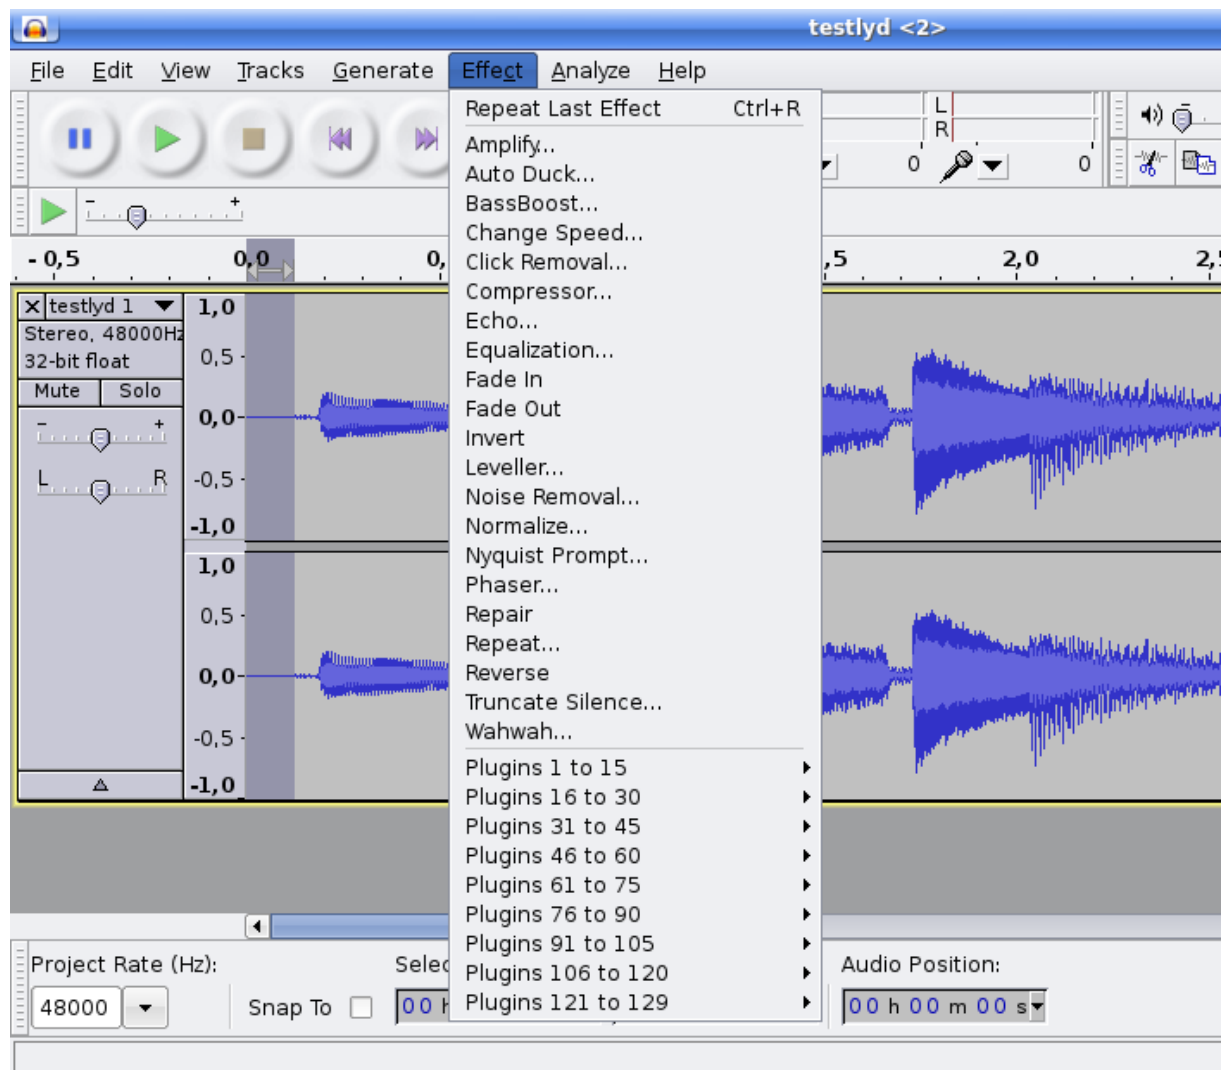 testlyd <2>
File Edit View Tracks Generate Effect Analyze Help
Repeat Last Effect Ctrl+R
Amplify...
Auto Duck...
BassBoost...
Change Speed...
Click Removal...
Compressor...
Echo...
Equalization...
Fade In
Fade Out
Invert
Leveller...
Noise Removal...
Normalize...
Nyquist Prompt...
Phaser...
Repair
Repeat...
Reverse
Truncate Silence...
Wahwah...
Plugins 1 to 15
Plugins 16 to 30
Plugins 31 to 45
Plugins 46 to 60
Plugins 61 to 75
Plugins 76 to 90
Plugins 91 to 105
Plugins 106 to 120
Plugins 121 to 129
L
R
0 0
- +
- 0,5 0,0 0, ,5 2,0 2,
testlyd 1
Stereo, 48000Hz
32-bit float
Mute Solo
- +
L R
1,0
0,5
0,0
-0,5
-1,0
1,0
0,5
0,0
-0,5
-1,0
Project Rate (Hz):
48000
Snap To
Selec
00 h
Audio Position:
00 h 00 m 00 s